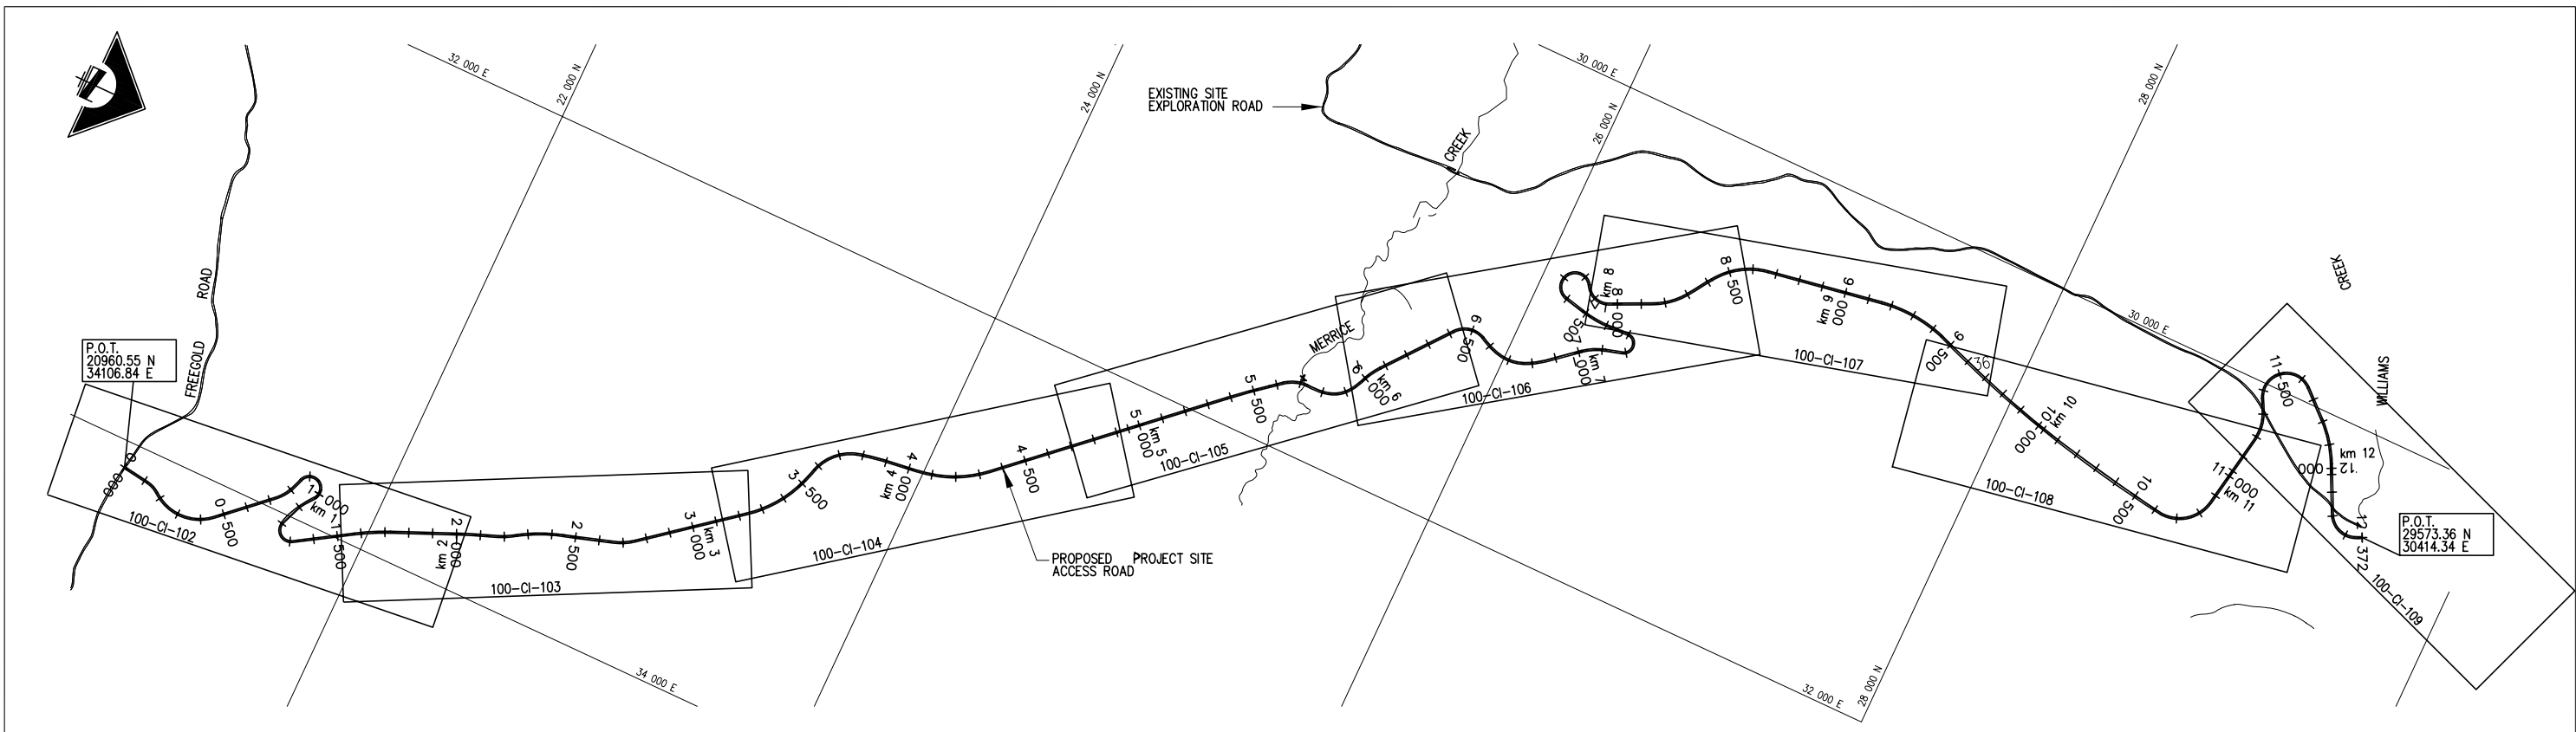 32 000 E
22 000 N
24 000 N
EXISTING SITE
EXPLORATION ROAD
30 000 E
26 000 N
28 000 N
CREEK
MERRICE
ROAD
FREEGOLD
P.O.T.
20960.55 N
34106.84 E
0
000
0
500
1
000
km 1
1
500
2
000
km 2
2
500
3
000
km 3
3
500
4
000
km 4
4
500
5
000
km 5
5
500
6
000
km 6
6
500
7
000
km 7
7
500
8
000
km 8
8
500
9
000
km 9
9
500
36
10
000
km 10
10
500
11
000
km 11
11
500
12
000
km 12
12
372
100-CI-102
100-CI-103
100-CI-104
100-CI-105
100-CI-106
100-CI-107
100-CI-108
100-CI-109
PROPOSED PROJECT SITE
ACCESS ROAD
30 000 E
CREEK
WILLIAMS
P.O.T.
29573.36 N
30414.34 E
34 000 E
32 000 E
28 000 N